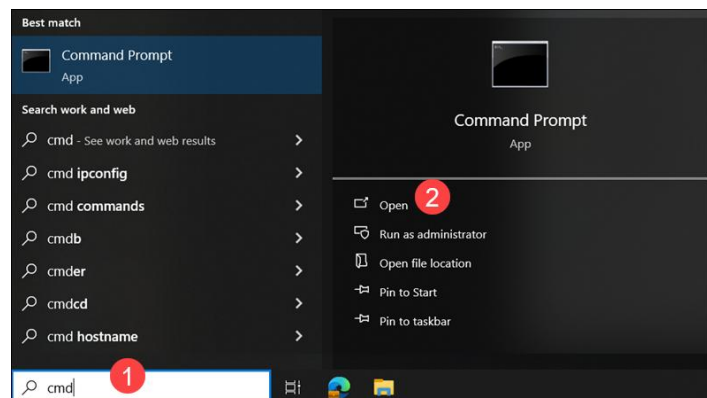 Best match
Command Prompt
App
Search work and web
cmd - See work and web results
cmd ipconfig
cmd commands
cmdb
cmder
cmdcd
cmd hostname
cmd
1
Command Prompt
App
Open
2
Run as administrator
Open file location
Pin to Start
Pin to taskbar